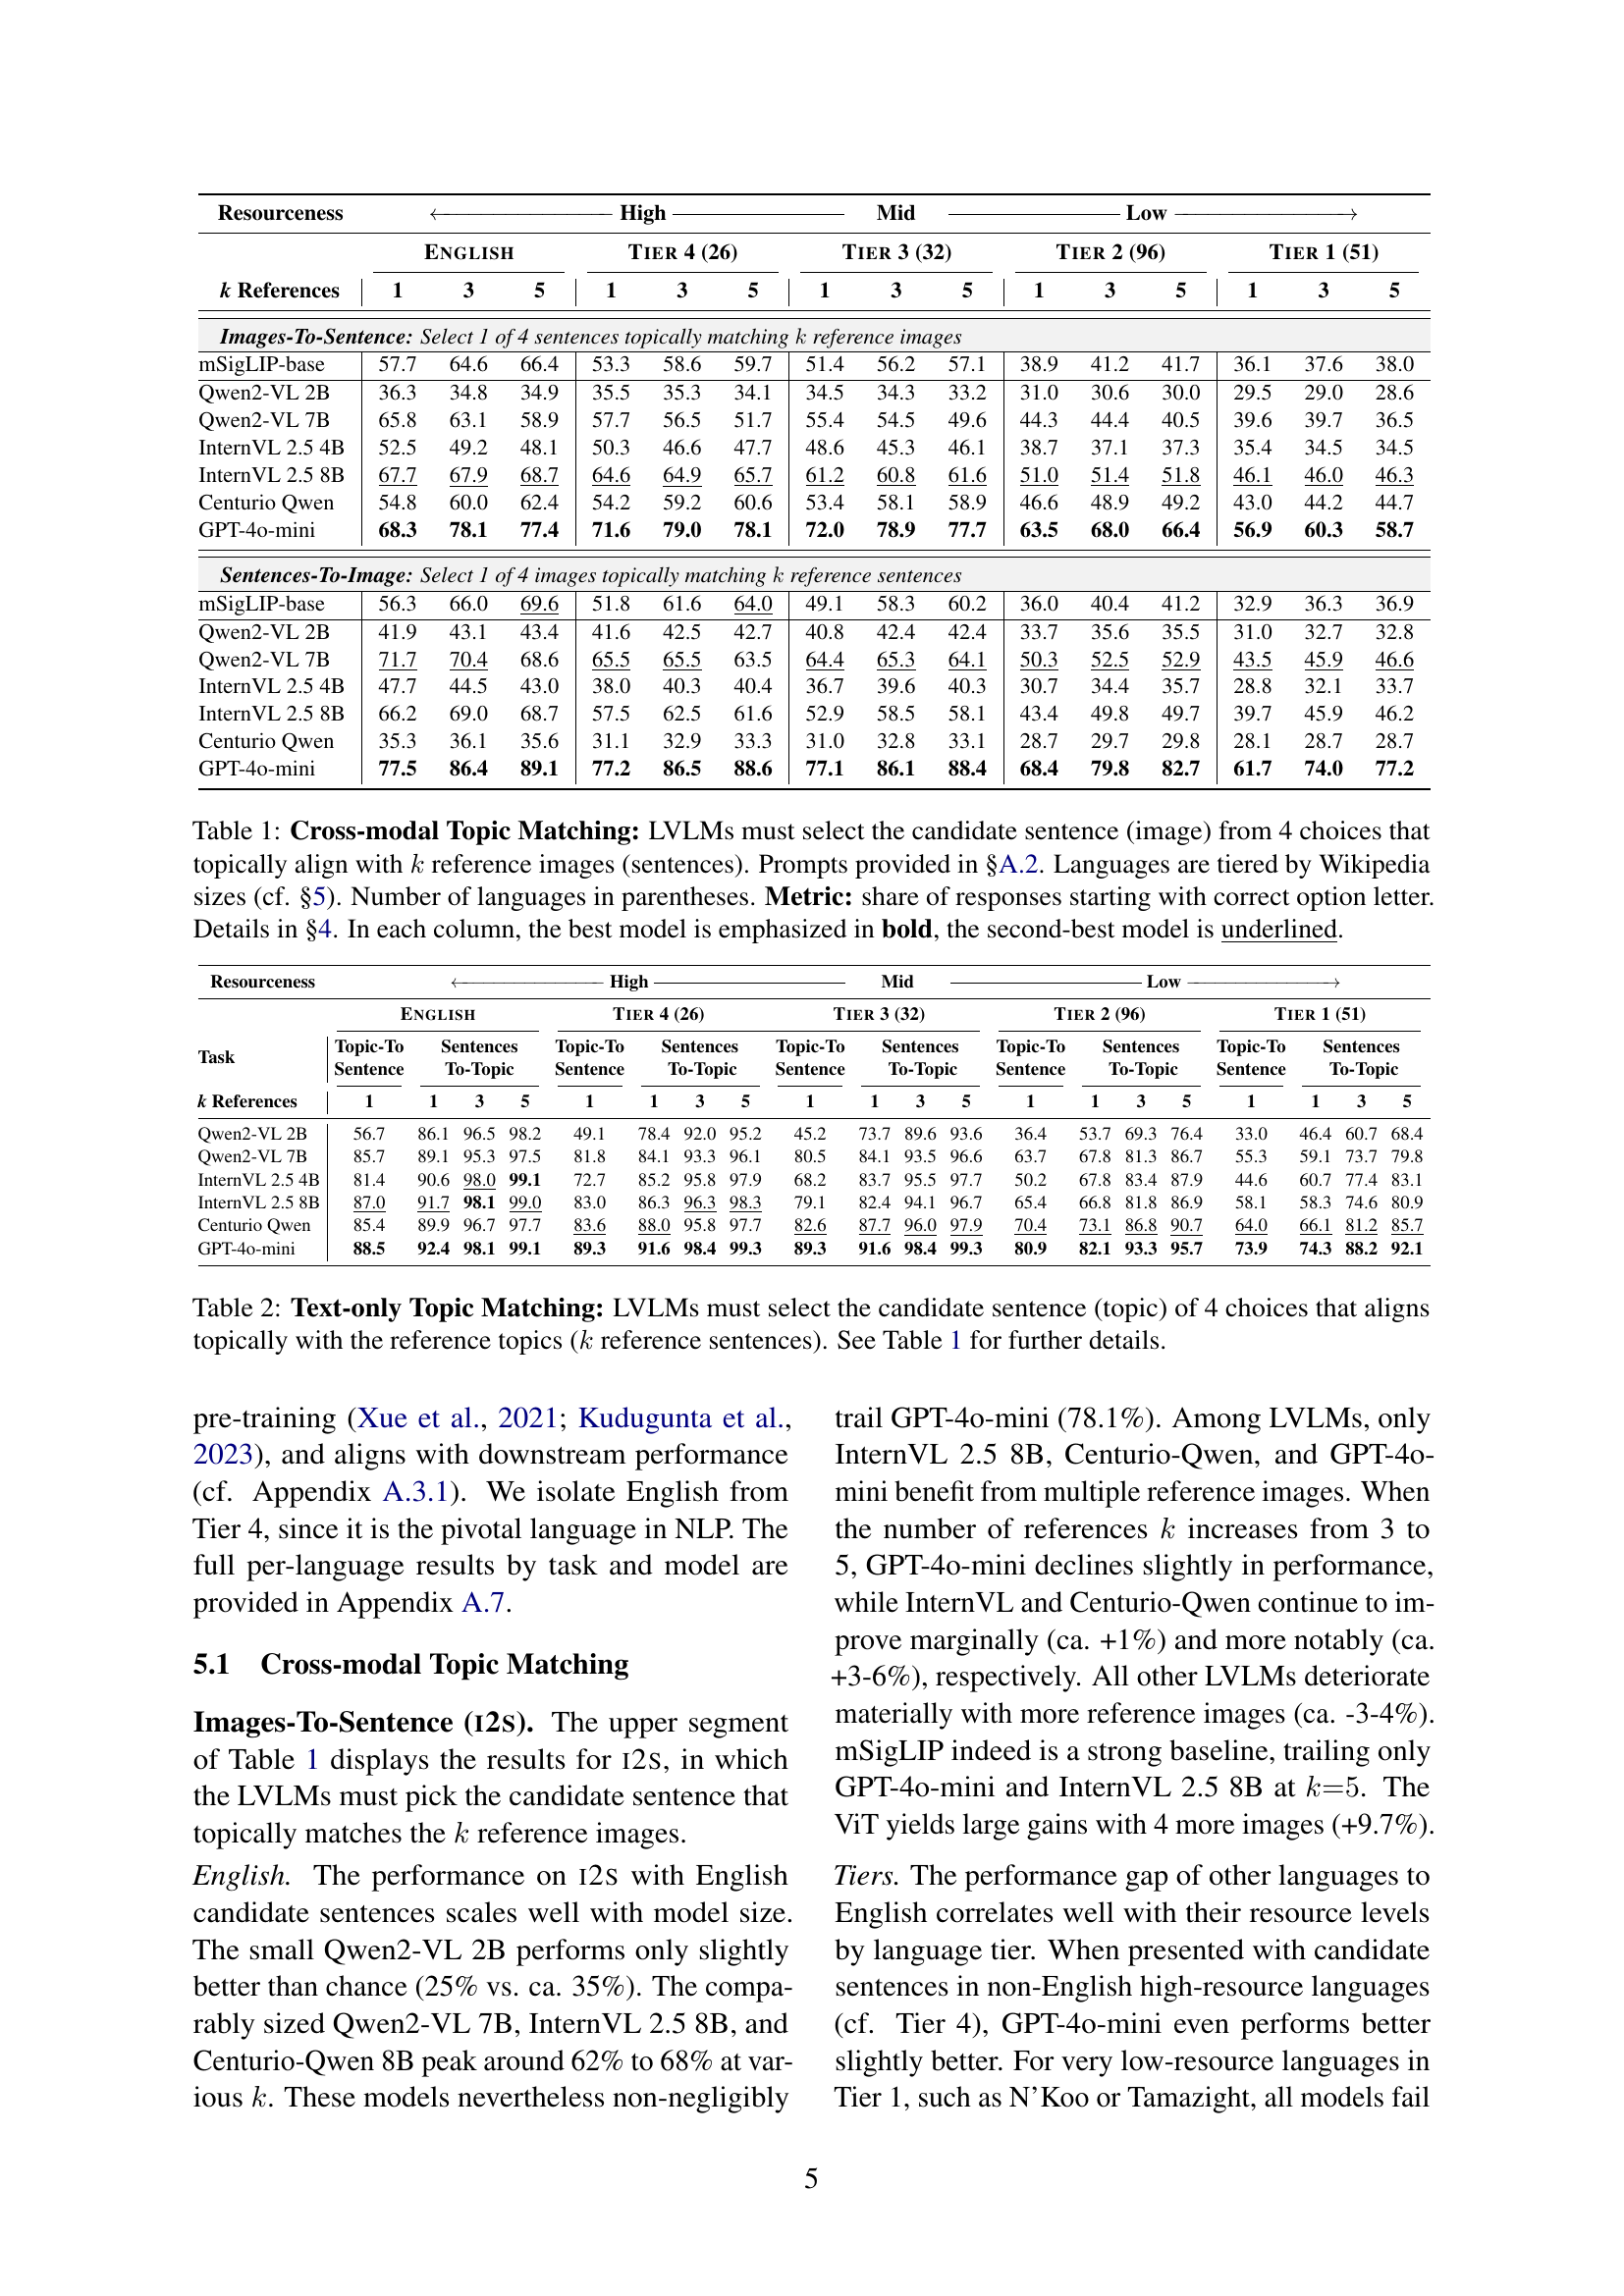 Resourceness ← High Mid Low →
ENGLISH TIER 4 (26) TIER 3 (32) TIER 2 (96) TIER 1 (51)
k References 1 3 5 1 3 5 1 3 5 1 3 5 1 3 5
Images-To-Sentence: Select 1 of 4 sentences topically matching k reference images
mSigLIP-base 57.7 64.6 66.4 53.3 58.6 59.7 51.4 56.2 57.1 38.9 41.2 41.7 36.1 37.6 38.0
Qwen2-VL 2B 36.3 34.8 34.9 35.5 35.3 34.1 34.5 34.3 33.2 31.0 30.6 30.0 29.5 29.0 28.6
Qwen2-VL 7B 65.8 63.1 58.9 57.7 56.5 51.7 55.4 54.5 49.6 44.3 44.4 40.5 39.6 39.7 36.5
InternVL 2.5 4B 52.5 49.2 48.1 50.3 46.6 47.7 48.6 45.3 46.1 38.7 37.1 37.3 35.4 34.5 34.5
InternVL 2.5 8B 67.7 67.9 68.7 64.6 64.9 65.7 61.2 60.8 61.6 51.0 51.4 51.8 46.1 46.0 46.3
Centurio Qwen 54.8 60.0 62.4 54.2 59.2 60.6 53.4 58.1 58.9 46.6 48.9 49.2 43.0 44.2 44.7
GPT-4o-mini 68.3 78.1 77.4 71.6 79.0 78.1 72.0 78.9 77.7 63.5 68.0 66.4 56.9 60.3 58.7
Sentences-To-Image: Select 1 of 4 images topically matching k reference sentences
mSigLIP-base 56.3 66.0 69.6 51.8 61.6 64.0 49.1 58.3 60.2 36.0 40.4 41.2 32.9 36.3 36.9
Qwen2-VL 2B 41.9 43.1 43.4 41.6 42.5 42.7 40.8 42.4 42.4 33.7 35.6 35.5 31.0 32.7 32.8
Qwen2-VL 7B 71.7 70.4 68.6 65.5 65.5 63.5 64.4 65.3 64.1 50.3 52.5 52.9 43.5 45.9 46.6
InternVL 2.5 4B 47.7 44.5 43.0 38.0 40.3 40.4 36.7 39.6 40.3 30.7 34.4 35.7 28.8 32.1 33.7
InternVL 2.5 8B 66.2 69.0 68.7 57.5 62.5 61.6 52.9 58.5 58.1 43.4 49.8 49.7 39.7 45.9 46.2
Centurio Qwen 35.3 36.1 35.6 31.1 32.9 33.3 31.0 32.8 33.1 28.7 29.7 29.8 28.1 28.7 28.7
GPT-4o-mini 77.5 86.4 89.1 77.2 86.5 88.6 77.1 86.1 88.4 68.4 79.8 82.7 61.7 74.0 77.2
Table 1: Cross-modal Topic Matching: LVLMs must select the candidate sentence (image) from 4 choices that
topically align with k reference images (sentences). Prompts provided in §A.2. Languages are tiered by Wikipedia
sizes (cf. §5). Number of languages in parentheses. Metric: share of responses starting with correct option letter.
Details in §4. In each column, the best model is emphasized in bold, the second-best model is underlined.
Resourceness ← High Mid Low →
ENGLISH TIER 4 (26) TIER 3 (32) TIER 2 (96) TIER 1 (51)
Task Topic-To Sentence Sentences To-Topic Topic-To Sentence Sentences To-Topic Topic-To Sentence Sentences To-Topic Topic-To Sentence Sentences To-Topic Topic-To Sentence Sentences To-Topic
k References 1 1 3 5 1 1 3 5 1 1 3 5 1 1 3 5 1 1 3 5
Qwen2-VL 2B 56.7 86.1 96.5 98.2 49.1 78.4 92.0 95.2 45.2 73.7 89.6 93.6 36.4 53.7 69.3 76.4 33.0 46.4 60.7 68.4
Qwen2-VL 7B 85.7 89.1 95.3 97.5 81.8 84.1 93.3 96.1 80.5 84.1 93.5 96.6 63.7 67.8 81.3 86.7 55.3 59.1 73.7 79.8
InternVL 2.5 4B 81.4 90.6 98.0 99.1 72.7 85.2 95.8 97.9 68.2 83.7 95.5 97.7 50.2 67.8 83.4 87.9 44.6 60.7 77.4 83.1
InternVL 2.5 8B 87.0 91.7 98.1 99.0 83.0 86.3 96.3 98.3 79.1 82.4 94.1 96.7 65.4 66.8 81.8 86.9 58.1 58.3 74.6 80.9
Centurio Qwen 85.4 89.9 96.7 97.7 83.6 88.0 95.8 97.7 82.6 87.7 96.0 97.9 70.4 73.1 86.8 90.7 64.0 66.1 81.2 85.7
GPT-4o-mini 88.5 92.4 98.1 99.1 89.3 91.6 98.4 99.3 89.3 91.6 98.4 99.3 80.9 82.1 93.3 95.7 73.9 74.3 88.2 92.1
Table 2: Text-only Topic Matching: LVLMs must select the candidate sentence (topic) of 4 choices that aligns
topically with the reference topics (k reference sentences). See Table 1 for further details.
pre-training (Xue et al., 2021; Kudugunta et al.,
2023), and aligns with downstream performance
(cf. Appendix A.3.1). We isolate English from
Tier 4, since it is the pivotal language in NLP. The
full per-language results by task and model are
provided in Appendix A.7.
5.1 Cross-modal Topic Matching
Images-To-Sentence (I2S). The upper segment
of Table 1 displays the results for I2S, in which
the LVLMs must pick the candidate sentence that
topically matches the k reference images.
English. The performance on I2S with English
candidate sentences scales well with model size.
The small Qwen2-VL 2B performs only slightly
better than chance (25% vs. ca. 35%). The compa-
rably sized Qwen2-VL 7B, InternVL 2.5 8B, and
Centurio-Qwen 8B peak around 62% to 68% at var-
ious k. These models nevertheless non-negligibly
trail GPT-4o-mini (78.1%). Among LVLMs, only
InternVL 2.5 8B, Centurio-Qwen, and GPT-4o-
mini benefit from multiple reference images. When
the number of references k increases from 3 to
5, GPT-4o-mini declines slightly in performance,
while InternVL and Centurio-Qwen continue to im-
prove marginally (ca. +1%) and more notably (ca.
+3-6%), respectively. All other LVLMs deteriorate
materially with more reference images (ca. -3-4%).
mSigLIP indeed is a strong baseline, trailing only
GPT-4o-mini and InternVL 2.5 8B at k=5. The
ViT yields large gains with 4 more images (+9.7%).
Tiers. The performance gap of other languages to
English correlates well with their resource levels
by language tier. When presented with candidate
sentences in non-English high-resource languages
(cf. Tier 4), GPT-4o-mini even performs better
slightly better. For very low-resource languages in
Tier 1, such as N'Koo or Tamazight, all models fail
5